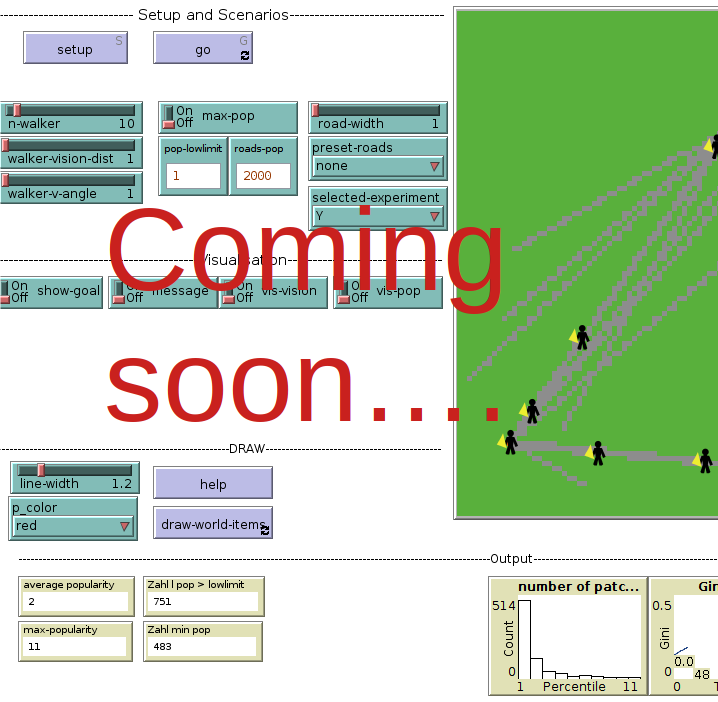 Setup and Scenarios
setup S
go G
n-walker 10
On
Off
max-pop
road-width 1
walker-vision-dist 1
pop-lowlimit
1
roads-pop
2000
preset-roads
none
walker-v-angle 1
selected-experiment
Y
Coming
Visualisation
On
Off
show-goal
On
Off
message
On
Off
vis-vision
On
Off
vis-pop
soon....
DRAW
line-width 1.2
help
p_color
red
draw-world-items
Output
average popularity
2
Zahl l pop > lowlimit
751
max-popularity
11
Zahl min pop
483
number of patc...
514
Count
0
1 Percentile 11
0.5
Gini
0.0
48
0
0